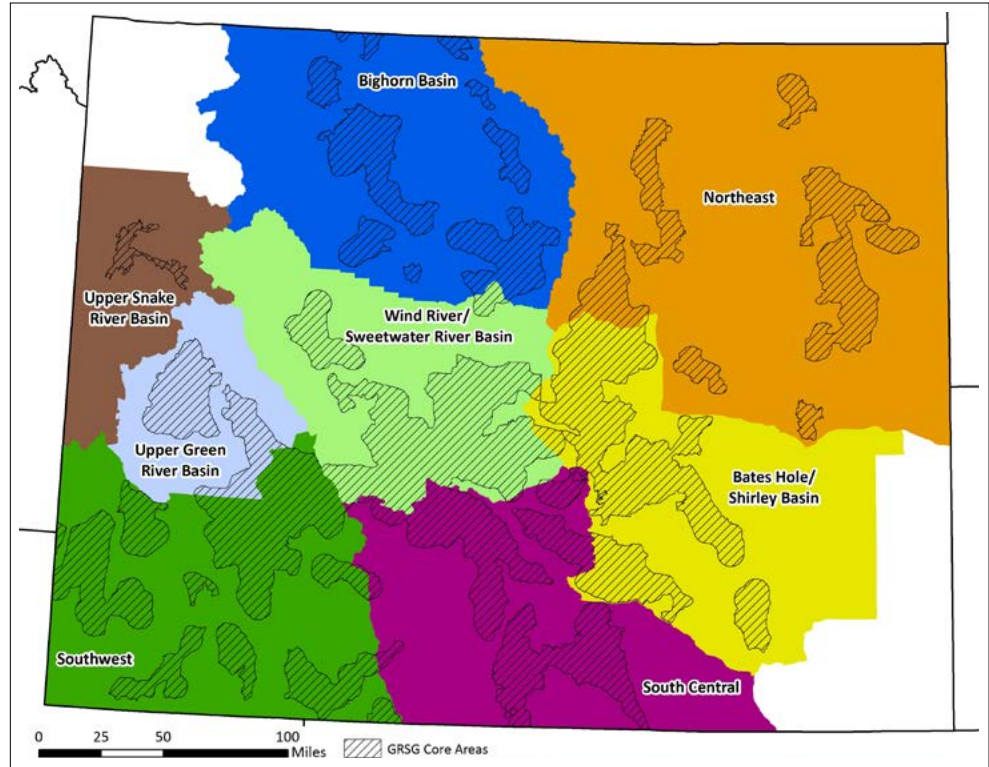 Bighorn Basin
Northeast
Upper Snake
River Basin
Wind River/
Sweetwater River Basin
Upper Green
River Basin
Bates Hole/
Shirley Basin
Southwest
South Central
0 25 50 100
Miles
GRSG Core Areas